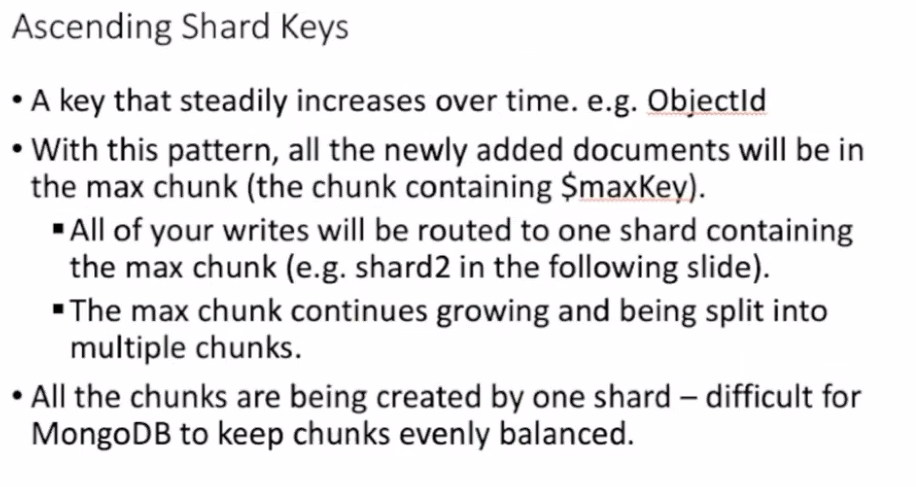 Ascending Shard Keys
• A key that steadily increases over time. e.g. ObjectId
• With this pattern, all the newly added documents will be in
the max chunk (the chunk containing $maxKey).
▪ All of your writes will be routed to one shard containing
the max chunk (e.g. shard2 in the following slide).
▪ The max chunk continues growing and being split into
multiple chunks.
• All the chunks are being created by one shard – difficult for
MongoDB to keep chunks evenly balanced.